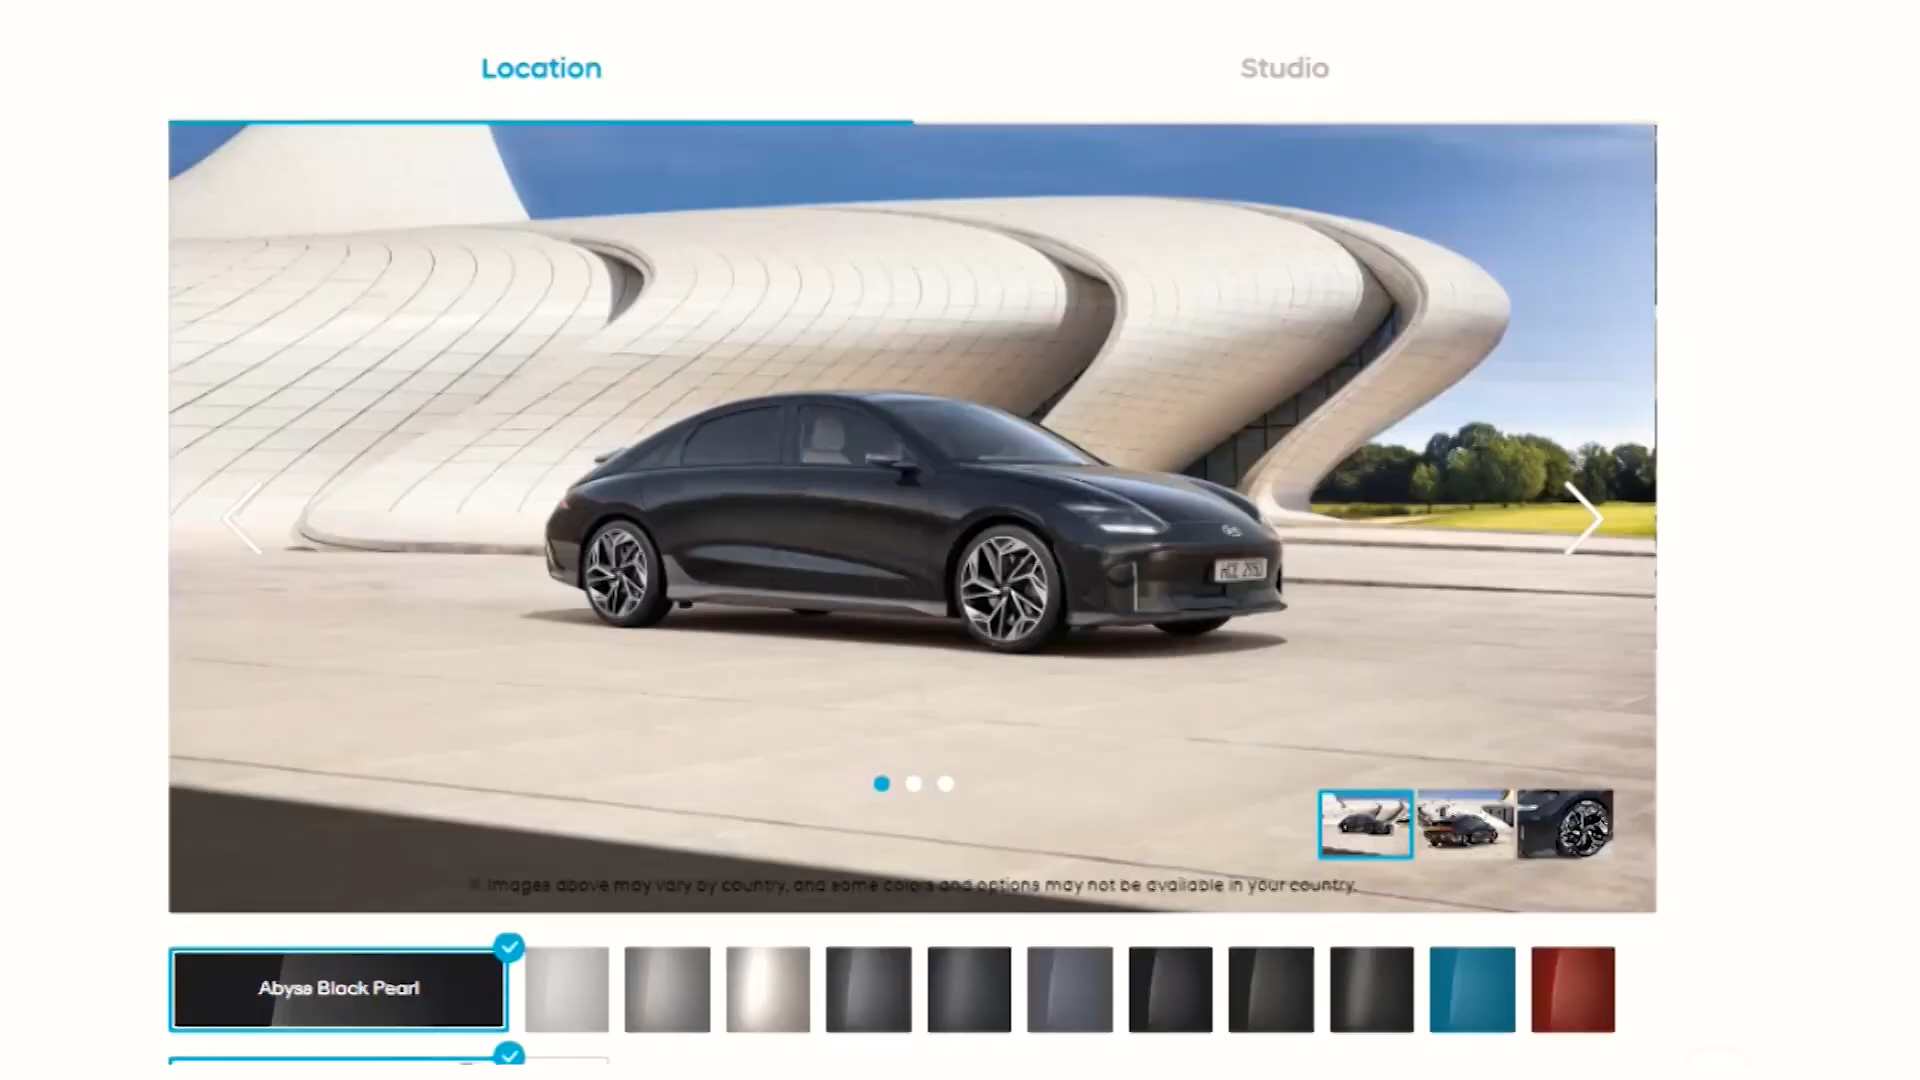 Location
Studio
※ Images above may vary by country, and some colors and options may not be available in your country.
Abyss Black Pearl